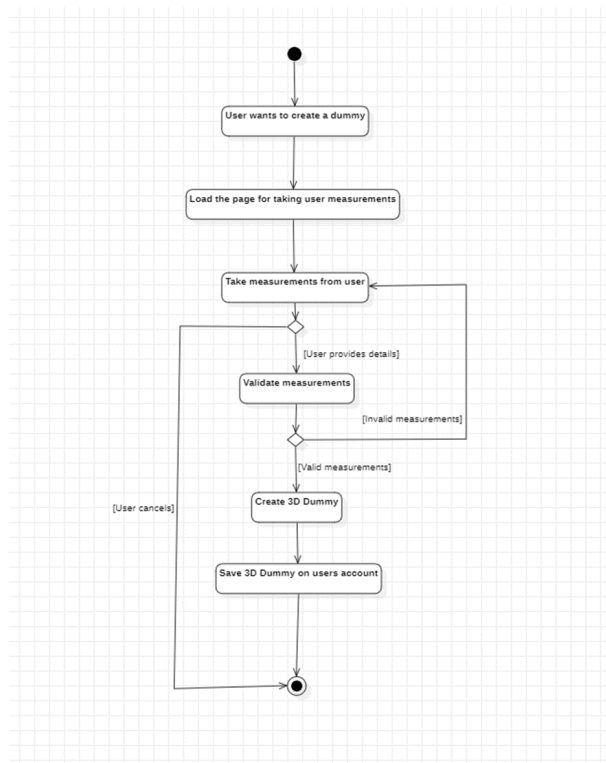 User wants to create a dummy
Load the page for taking user measurements
Take measurements from user
[User provides details]
Validate measurements
[Invalid measurements]
[Valid measurements]
Create 3D Dummy
[User cancels]
Save 3D Dummy on users account